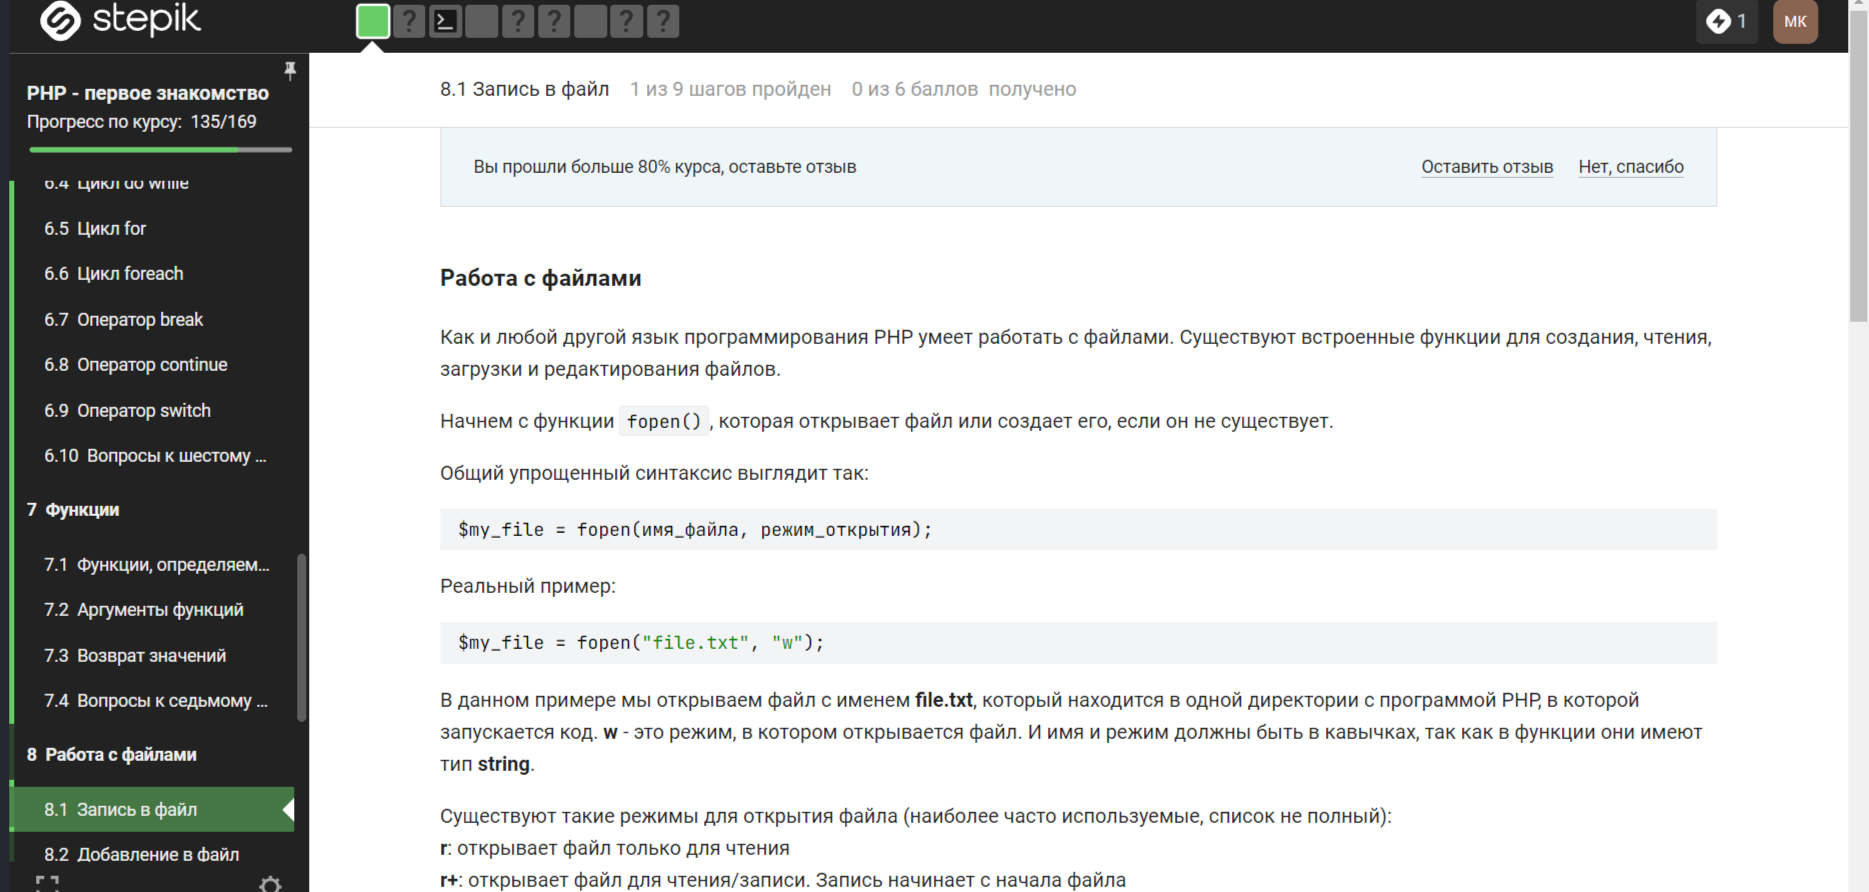 stepik
? ? ? ? ?
1
МК
PHP - первое знакомство
Прогресс по курсу: 135/169
6.4 Цикл do while
6.5 Цикл for
6.6 Цикл foreach
6.7 Оператор break
6.8 Оператор continue
6.9 Оператор switch
6.10 Вопросы к шестому ...
7 Функции
7.1 Функции, определяем...
7.2 Аргументы функций
7.3 Возврат значений
7.4 Вопросы к седьмому ...
8 Работа с файлами
8.1 Запись в файл
8.2 Добавление в файл
8.1 Запись в файл 1 из 9 шагов пройден 0 из 6 баллов получено
Вы прошли больше 80% курса, оставьте отзыв Оставить отзыв Нет, спасибо
Работа с файлами
Как и любой другой язык программирования PHP умеет работать с файлами. Существуют встроенные функции для создания, чтения,
загрузки и редактирования файлов.
Начнем с функции fopen(), которая открывает файл или создает его, если он не существует.
Общий упрощенный синтаксис выглядит так:
$my_file = fopen(имя_файла, режим_открытия);
Реальный пример:
$my_file = fopen("file.txt", "w");
В данном примере мы открываем файл с именем file.txt, который находится в одной директории с программой PHP, в которой
запускается код. w - это режим, в котором открывается файл. И имя и режим должны быть в кавычках, так как в функции они имеют
тип string.
Существуют такие режимы для открытия файла (наиболее часто используемые, список не полный):
r: открывает файл только для чтения
r+: открывает файл для чтения/записи. Запись начинает с начала файла